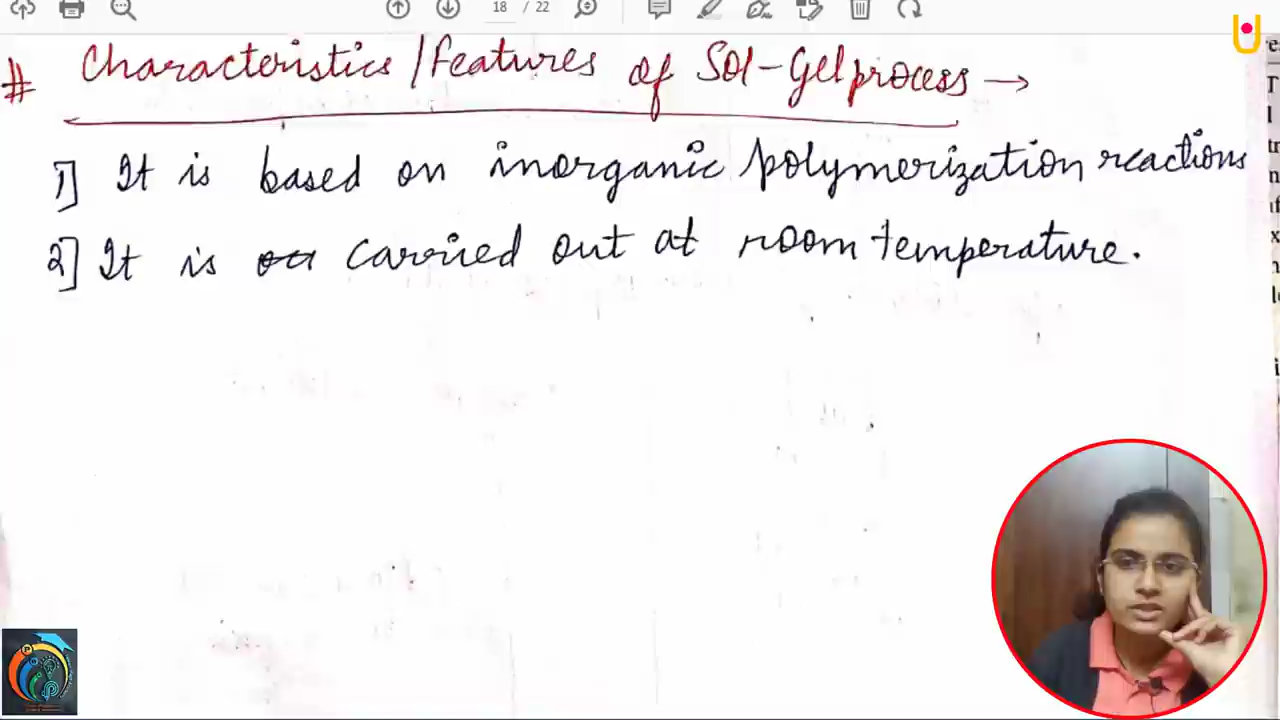 18 / 22
# Characteristics / Features of Sol-Gel process →
1] It is based on inorganic polymerization reactions
2] It is carried out at room temperature.